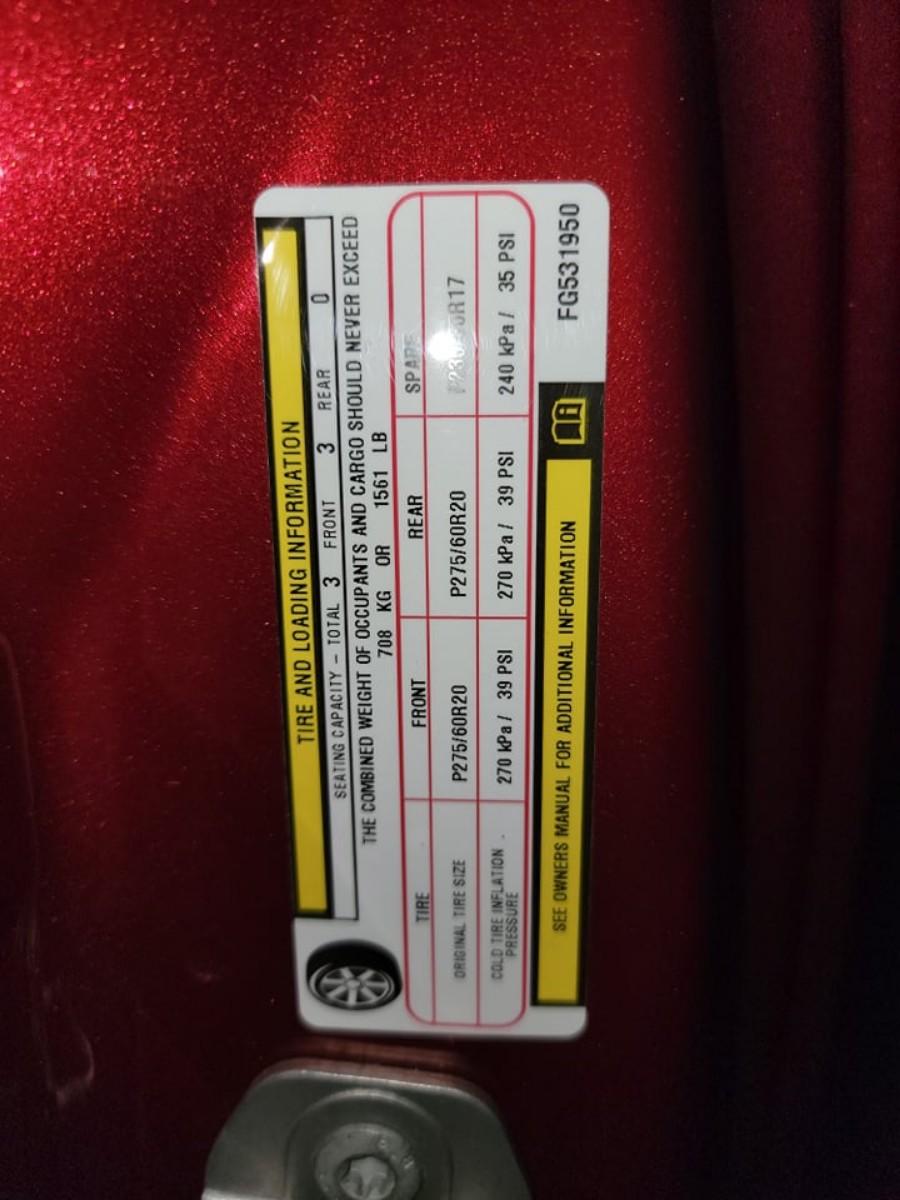 TIRE AND LOADING INFORMATION
SEATING CAPACITY – TOTAL 3 FRONT 3 REAR 0
THE COMBINED WEIGHT OF OCCUPANTS AND CARGO SHOULD NEVER EXCEED
708 KG OR 1561 LB
TIRE FRONT REAR SPARE
ORIGINAL TIRE SIZE P275/60R20 P275/60R20
COLD TIRE INFLATION PRESSURE 270 kPa / 39 PSI 270 kPa / 39 PSI 240 kPa / 35 PSI
SEE OWNERS MANUAL FOR ADDITIONAL INFORMATION
FG531950